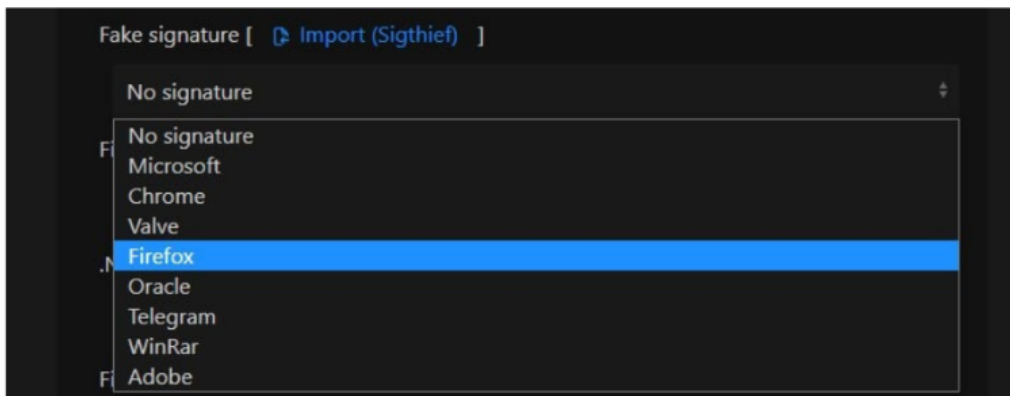 Fake signature [ Import (Sigthief) ]
No signature
No signature
Microsoft
Chrome
Valve
Firefox
Oracle
Telegram
WinRar
Adobe